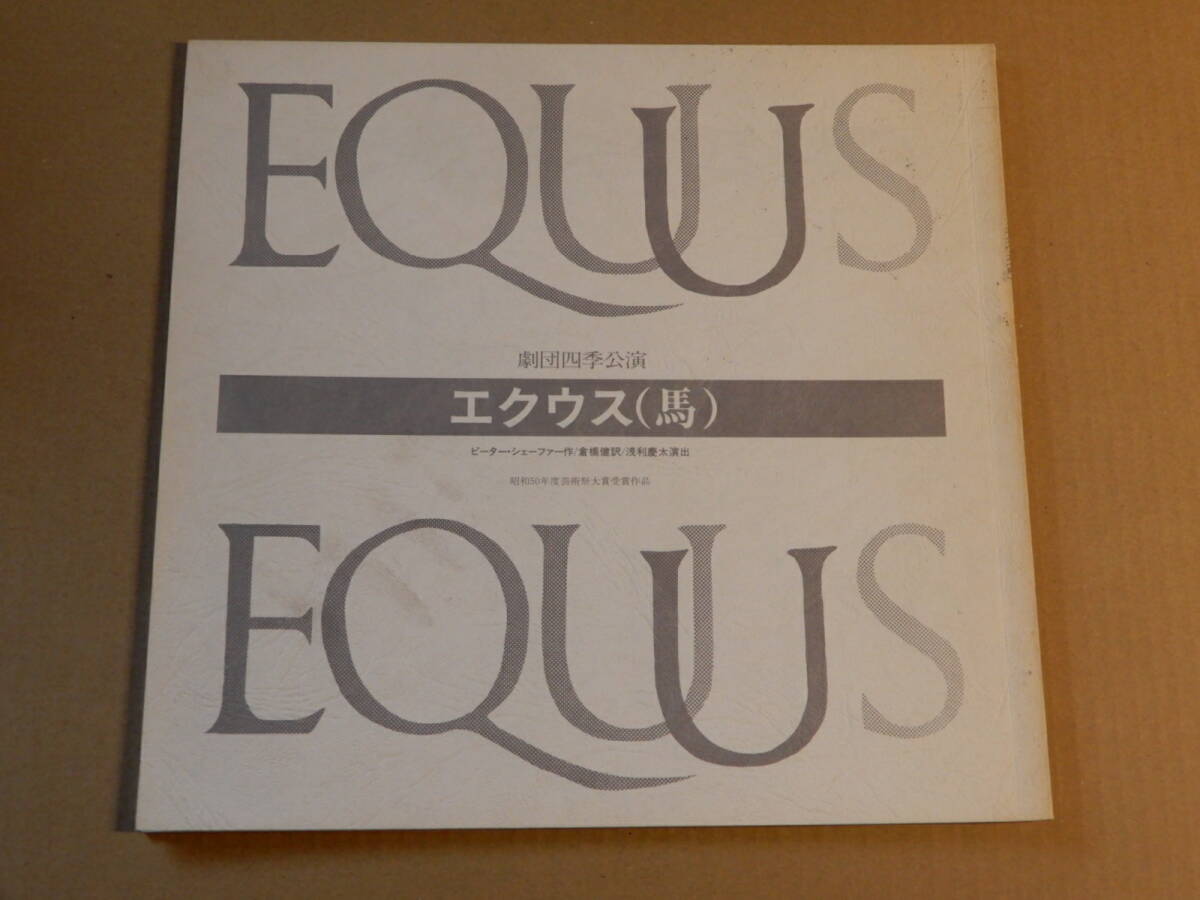 EQUUS
劇団四季公演
エクウス(馬)
ピーター・シェーファー作/倉橋健訳/浅利慶太演出
昭和50年度芸術祭大賞受賞作品
EQUUS